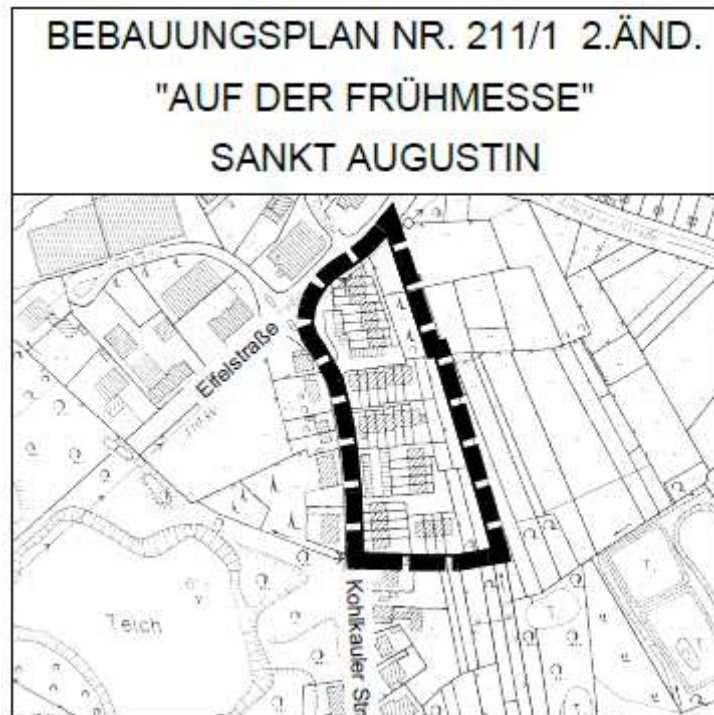 BEBAUUNGSPLAN NR. 211/1 2.ÄND.
"AUF DER FRÜHMESSE"
SANKT AUGUSTIN
Eifelstraße
Teich
Kohlkauler Str
T.
T.
T.
T.